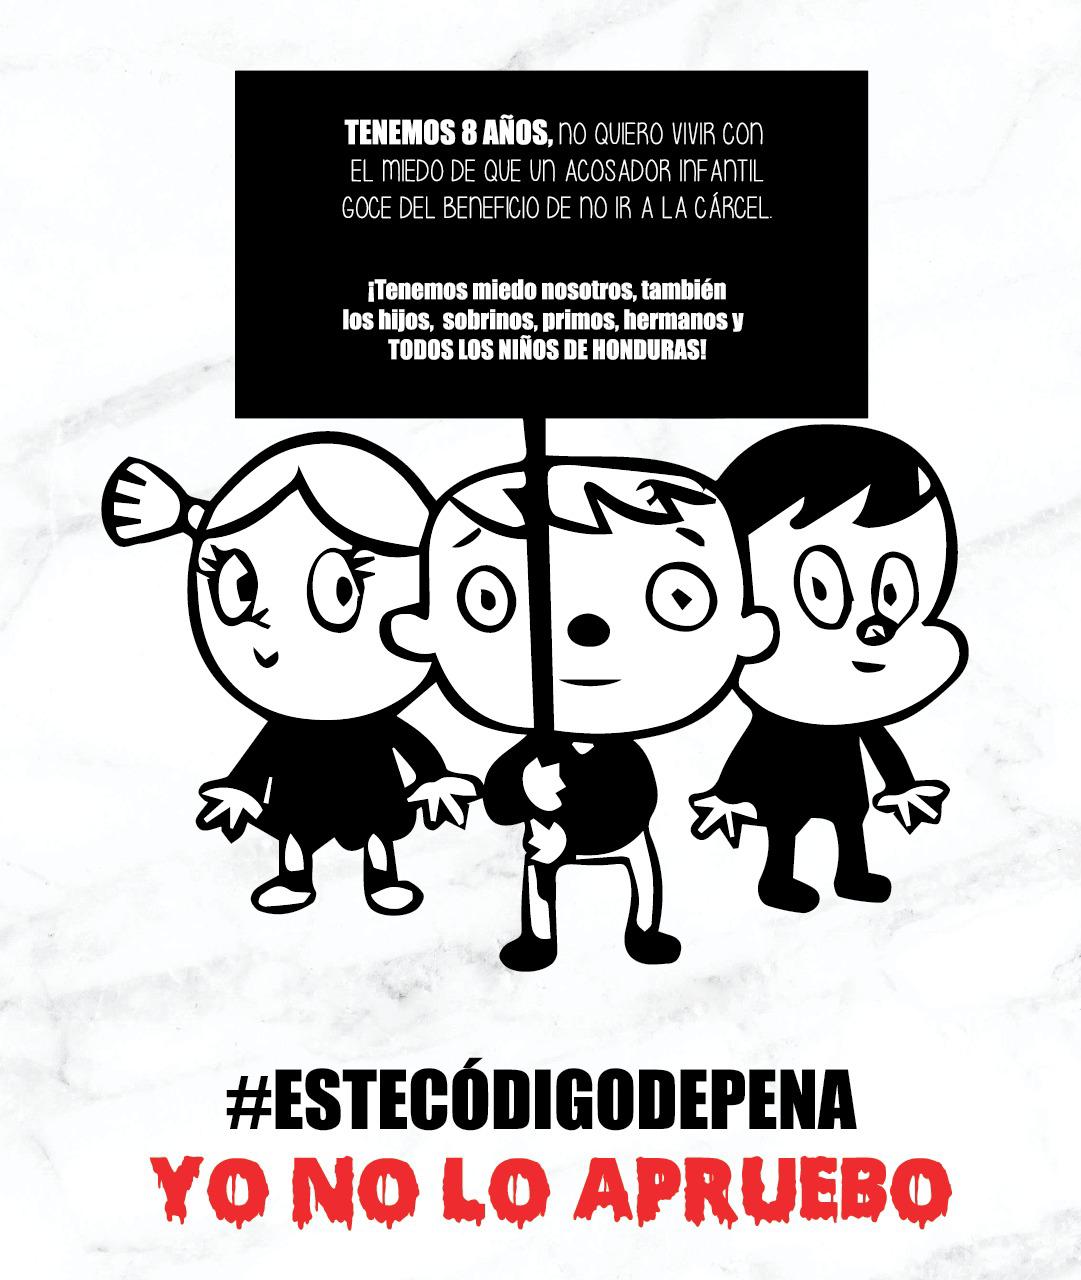 TENEMOS 8 AÑOS, NO QUIERO VIVIR CON
EL MIEDO DE QUE UN ACOSADOR INFANTIL
GOCE DEL BENEFICIO DE NO IR A LA CÁRCEL.
¡Tenemos miedo nosotros, también
los hijos, sobrinos, primos, hermanos y
TODOS LOS NIÑOS DE HONDURAS!
#ESTECÓDIGODEPENA
YO NO LO APRUEBO